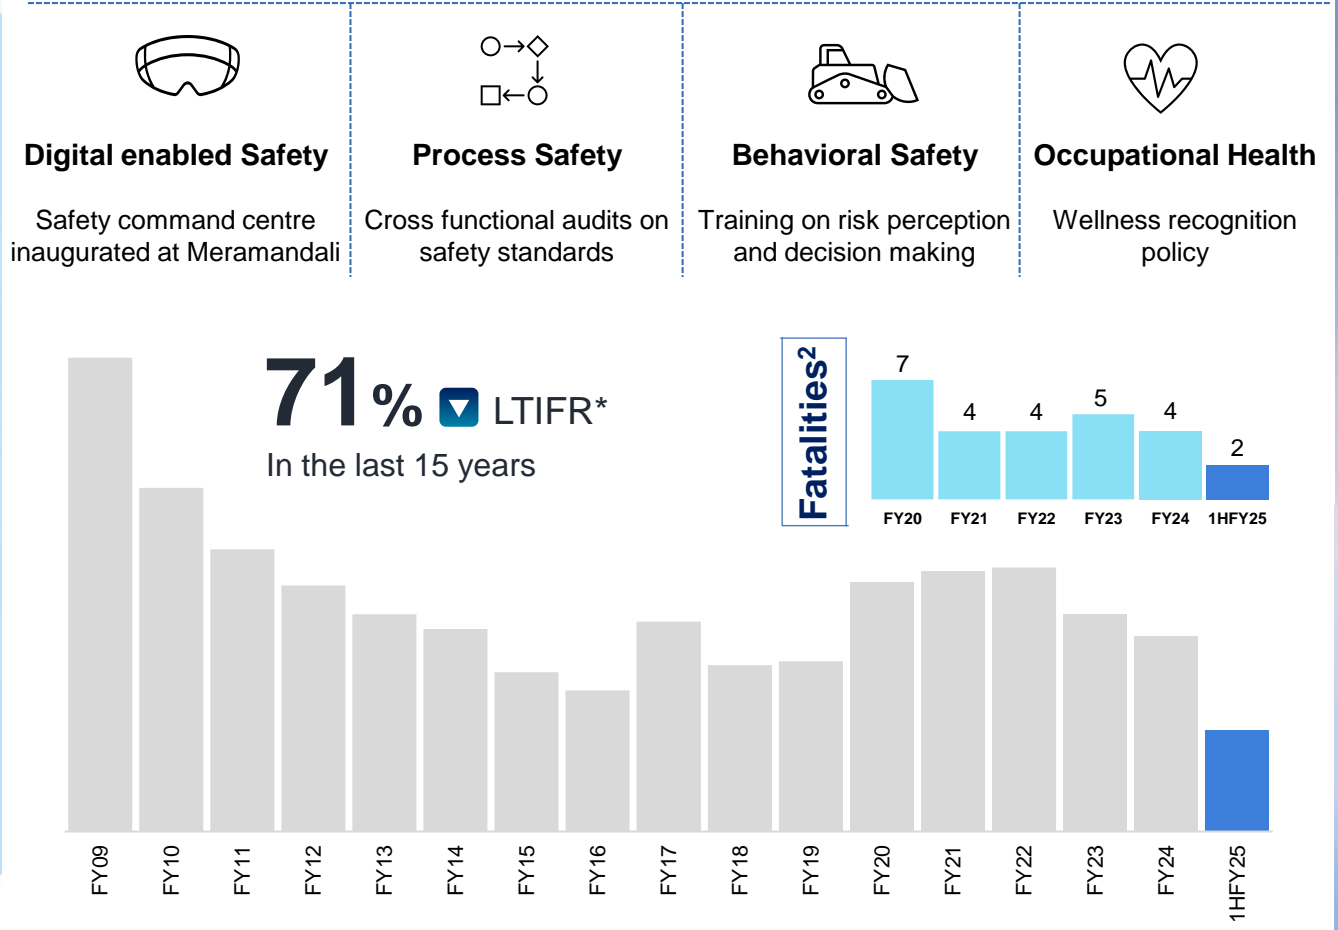 Digital enabled Safety
Safety command centre
inaugurated at Meramandali
Process Safety
Cross functional audits on
safety standards
Behavioral Safety
Training on risk perception
and decision making
Occupational Health
Wellness recognition
policy
71% LTIFR*
In the last 15 years
Fatalities²
7
4
4
5
4
2
FY20
FY21
FY22
FY23
FY24
1HFY25
FY09
FY10
FY11
FY12
FY13
FY14
FY15
FY16
FY17
FY18
FY19
FY20
FY21
FY22
FY23
FY24
1HFY25